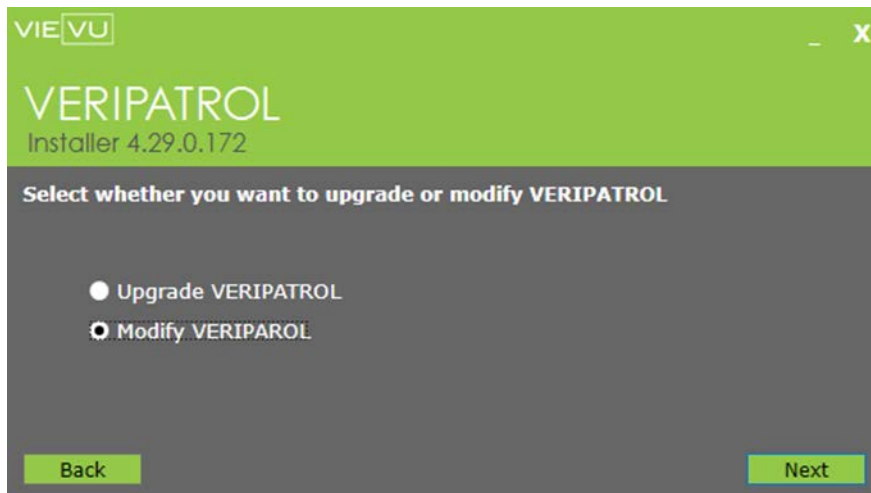 VIEVU
_ X
VERIPATROL
Installer 4.29.0.172
Select whether you want to upgrade or modify VERIPATROL
Upgrade VERIPATROL
Modify VERIPAROL
Back
Next